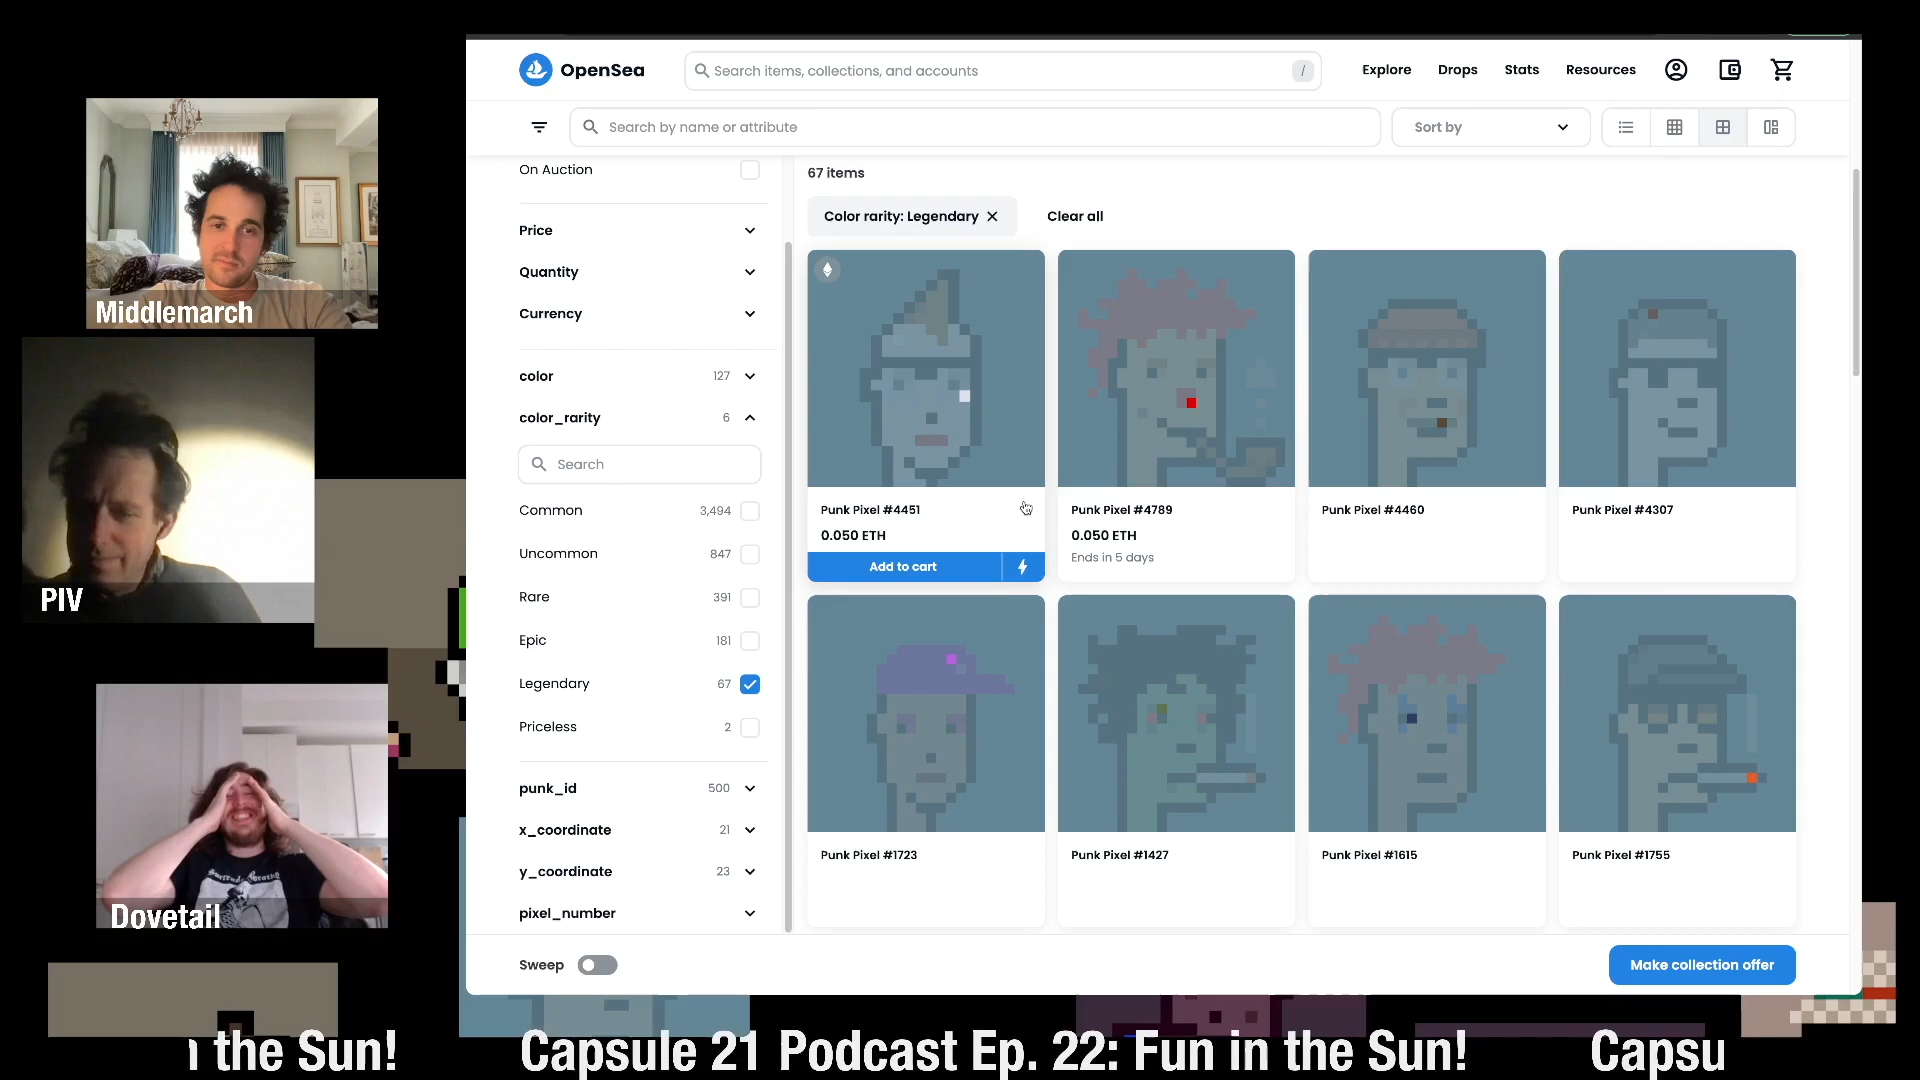 OpenSea
Search items, collections, and accounts
/
Explore
Drops
Stats
Resources
Search by name or attribute
Sort by
On Auction
Price
Quantity
Currency
color 127
color_rarity 6
Search
Common 3,494
Uncommon 847
Rare 391
Epic 181
Legendary 67
Priceless 2
punk_id 500
x_coordinate 21
y_coordinate 23
pixel_number
67 items
Color rarity: Legendary
Clear all
Punk Pixel #4451
0.050 ETH
Add to cart
Punk Pixel #4789
0.050 ETH
Ends in 5 days
Punk Pixel #4460
Punk Pixel #4307
Punk Pixel #1723
Punk Pixel #1427
Punk Pixel #1615
Punk Pixel #1755
Sweep
Make collection offer
Middlemarch
PIV
Dovetail
the Sun!
Capsule 21 Podcast Ep. 22: Fun in the Sun!
Capsu